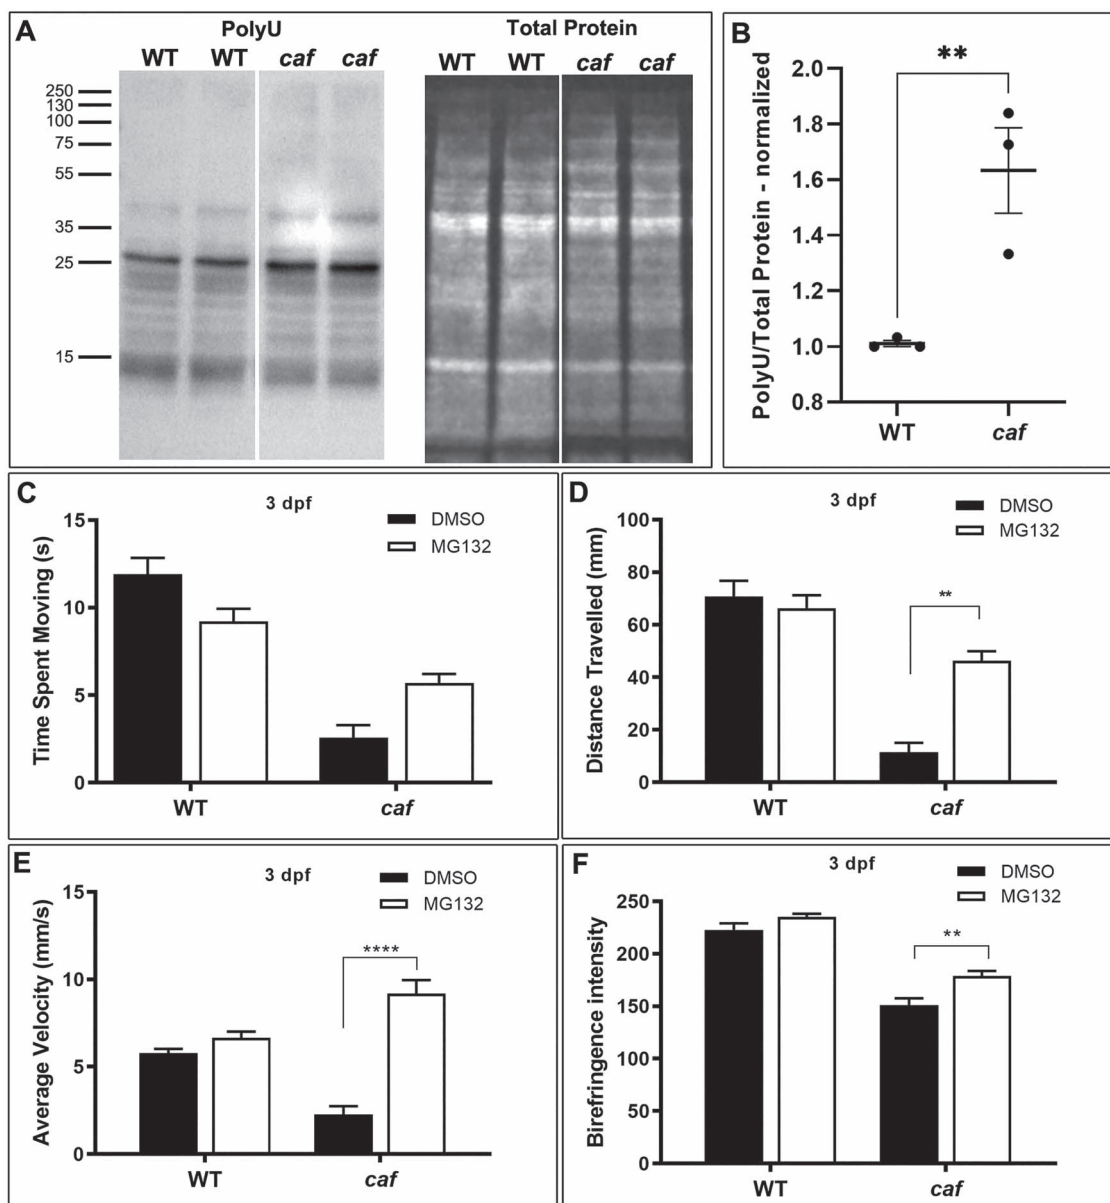 A
PolyU
Total Protein
WT WT caf caf
WT WT caf caf
250
130
100
75
55
35
25
15
B
**
PolyU/Total Protein - normalized
2.0
1.8
1.6
1.4
1.2
1.0
0.8
WT
caf
C
3 dpf
DMSO
MG132
Time Spent Moving (s)
15
10
5
0
WT
caf
D
3 dpf
DMSO
MG132
Distance Travelled (mm)
100
80
60
40
20
0
**
WT
caf
E
3 dpf
DMSO
MG132
Average Velocity (mm/s)
15
10
5
0
****
WT
caf
F
3 dpf
DMSO
MG132
Birefringence intensity
250
200
150
100
50
0
**
WT
caf